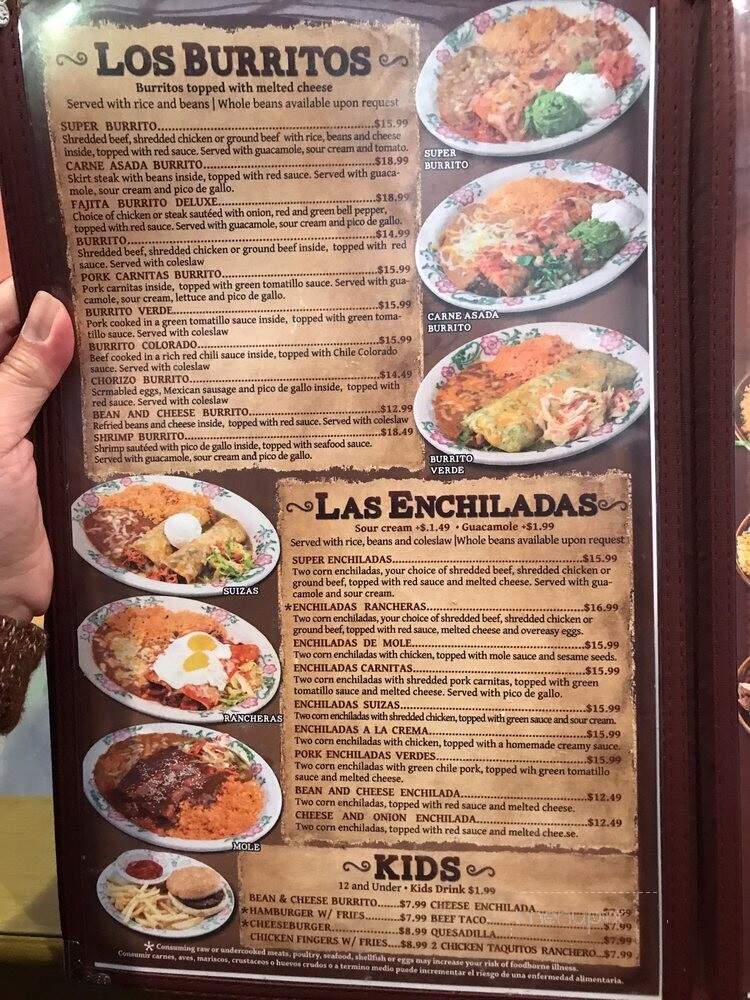 LOS BURRITOS
Burritos topped with melted cheese
Served with rice and beans | Whole beans available upon request
SUPER BURRITO...$15.99
Shredded beef, shredded chicken or ground beef with rice, beans and cheese
inside, topped with red sauce. Served with guacamole, sour cream and tomato.
CARNE ASADA BURRITO...$18.99
Skirt steak with beans inside, topped with red sauce. Served with guaca-
mole, sour cream and pico de gallo.
FAJITA BURRITO DELUXE...$18.99
Choice of chicken or steak sautéed with onion, red and green bell pepper,
topped with red sauce. Served with guacamole, sour cream and pico de gallo.
BURRITO...$14.99
Shredded beef, shredded chicken or ground beef inside, topped with red
sauce. Served with coleslaw
PORK CARNITAS BURRITO...$15.99
Pork carnitas inside, topped with green tomatillo sauce. Served with gua-
camole, sour cream, lettuce and pico de gallo.
BURRITO VERDE...$15.99
Pork cooked in a green tomatillo sauce inside, topped with green toma-
tillo sauce. Served with coleslaw
BURRITO COLORADO...$15.99
Beef cooked in a rich red chili sauce inside, topped with Chile Colorado
sauce. Served with coleslaw
CHORIZO BURRITO...$14.49
Scrmabled eggs, Mexican sausage and pico de gallo inside, topped with
red sauce. Served with coleslaw
BEAN AND CHEESE BURRITO...$12.99
Refried beans and cheese inside, topped with red sauce. Served with coleslaw
SHRIMP BURRITO...$18.49
Shrimp sautéed with pico de gallo inside, topped with seafood sauce.
Served with guacamole, sour cream and pico de gallo.
SUPER
BURRITO
CARNE ASADA
BURRITO
BURRITO
VERDE
LAS ENCHILADAS
Sour cream +$.1.49 • Guacamole +$1.99
Served with rice, beans and coleslaw |Whole beans available upon request
SUPER ENCHILADAS...$15.99
Two corn enchiladas, your choice of shredded beef, shredded chicken or
ground beef, topped with red sauce and melted cheese. Served with gua-
camole and sour cream.
*ENCHILADAS RANCHERAS...$16.99
Two corn enchiladas, your choice of shredded beef, shredded chicken or
ground beef, topped with red sauce, melted cheese and overeasy eggs.
ENCHILADAS DE MOLE...$15.99
Two corn enchiladas with chicken, topped with mole sauce and sesame seeds.
ENCHILADAS CARNITAS...$15.99
Two corn enchiladas with shredded pork carnitas, topped with green
tomatillo sauce and melted cheese. Served with pico de gallo.
ENCHILADAS SUIZAS...$15.99
Two corn enchiladas with shredded chicken, topped with green sauce and sour cream.
ENCHILADAS A LA CREMA...$15.99
Two corn enchiladas with chicken, topped with a homemade creamy sauce.
PORK ENCHILADAS VERDES...$15.99
Two corn enchiladas with green chile pork, topped wih green tomatillo
sauce and melted cheese.
BEAN AND CHEESE ENCHILADA...$12.49
Two corn enchiladas, topped with red sauce and melted cheese.
CHEESE AND ONION ENCHILADA...$12.49
Two corn enchiladas, topped with red sauce and melted chee.se.
SUIZAS
RANCHERAS
MOLE
KIDS
12 and Under • Kids Drink $1.99
BEAN & CHEESE BURRITO...$7.99 CHEESE ENCHILADA...$7.99
*HAMBURGER W/ FRIES...$7.99 BEEF TACO...$7.99
*CHEESEBURGER...$8.99 QUESADILLA...$7.99
CHICKEN FINGERS W/ FRIES...$8.99 2 CHICKEN TAQUITOS RANCHERO...$7.99
* Consuming raw or undercooked meats, poultry, seafood, shellfish or eggs may increase your risk of foodborne illness.
Consumir carnes, aves, mariscos, crustaceos o huevos crudos o a termino medio puede incrementar el riesgo de una enfermedad alimentaria.